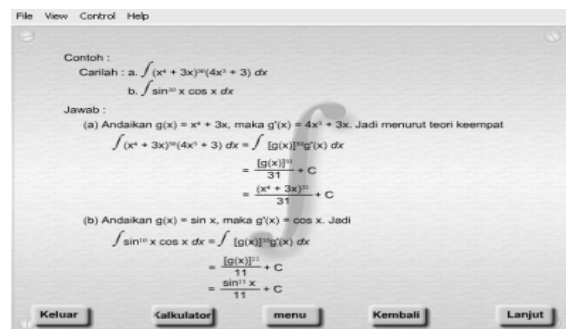 File View Control Help
Contoh :
Carilah : a. ∫(x⁴ + 3x)³⁰(4x³ + 3) dx
b. ∫sin¹⁰ x cos x dx
Jawab :
(a) Andaikan g(x) = x⁴ + 3x, maka g'(x) = 4x³ + 3x. Jadi menurut teori keempat
∫(x⁴ + 3x)³⁰(4x³ + 3) dx = ∫ [g(x)]³⁰g'(x) dx
= [g(x)]³¹/31 + C
= (x⁴ + 3x)³¹/31 + C
(b) Andaikan g(x) = sin x, maka g'(x) = cos x. Jadi
∫sin¹⁰ x cos x dx = ∫ [g(x)]¹⁰g'(x) dx
= [g(x)]¹¹/11 + C
= sin¹¹ x/11 + C
Keluar Kalkulator menu Kembali Lanjut